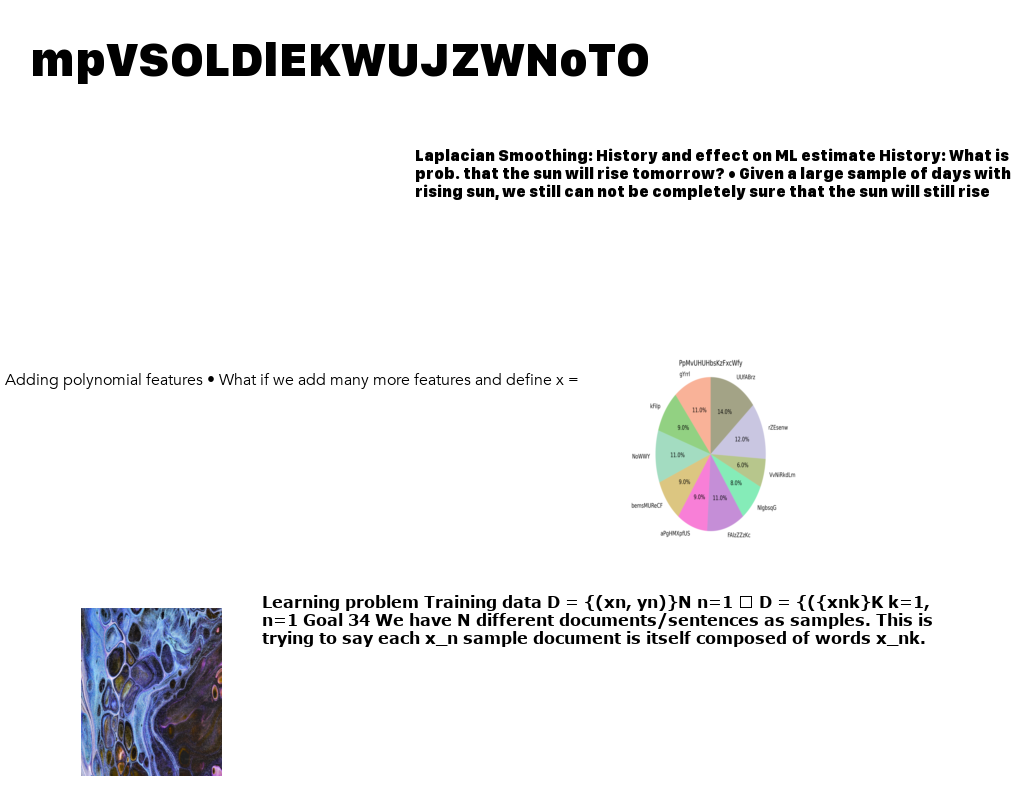 mpVSOLDlEKWUJZWNoTO
Laplacian Smoothing: History and effect on ML estimate History: What is
prob. that the sun will rise tomorrow? • Given a large sample of days with
rising sun, we still can not be completely sure that the sun will still rise
Adding polynomial features • What if we add many more features and define x =
PpMvUHUHbsKzFxcWfy
qYrrI
UUfABrz
kFlip
11.0%
14.0%
9.0%
12.0%
rZEsenw
NoWWY
11.0%
6.0%
VvNiRkdLm
9.0%
8.0%
9.0%
11.0%
bemsMUReCF
NlgbsqG
aPgHMXpfUS
FAlzZZzKc
Learning problem Training data D = {(xn, yn)}N n=1 □ D = {({xnk}K k=1,
n=1 Goal 34 We have N different documents/sentences as samples. This is
trying to say each x_n sample document is itself composed of words x_nk.